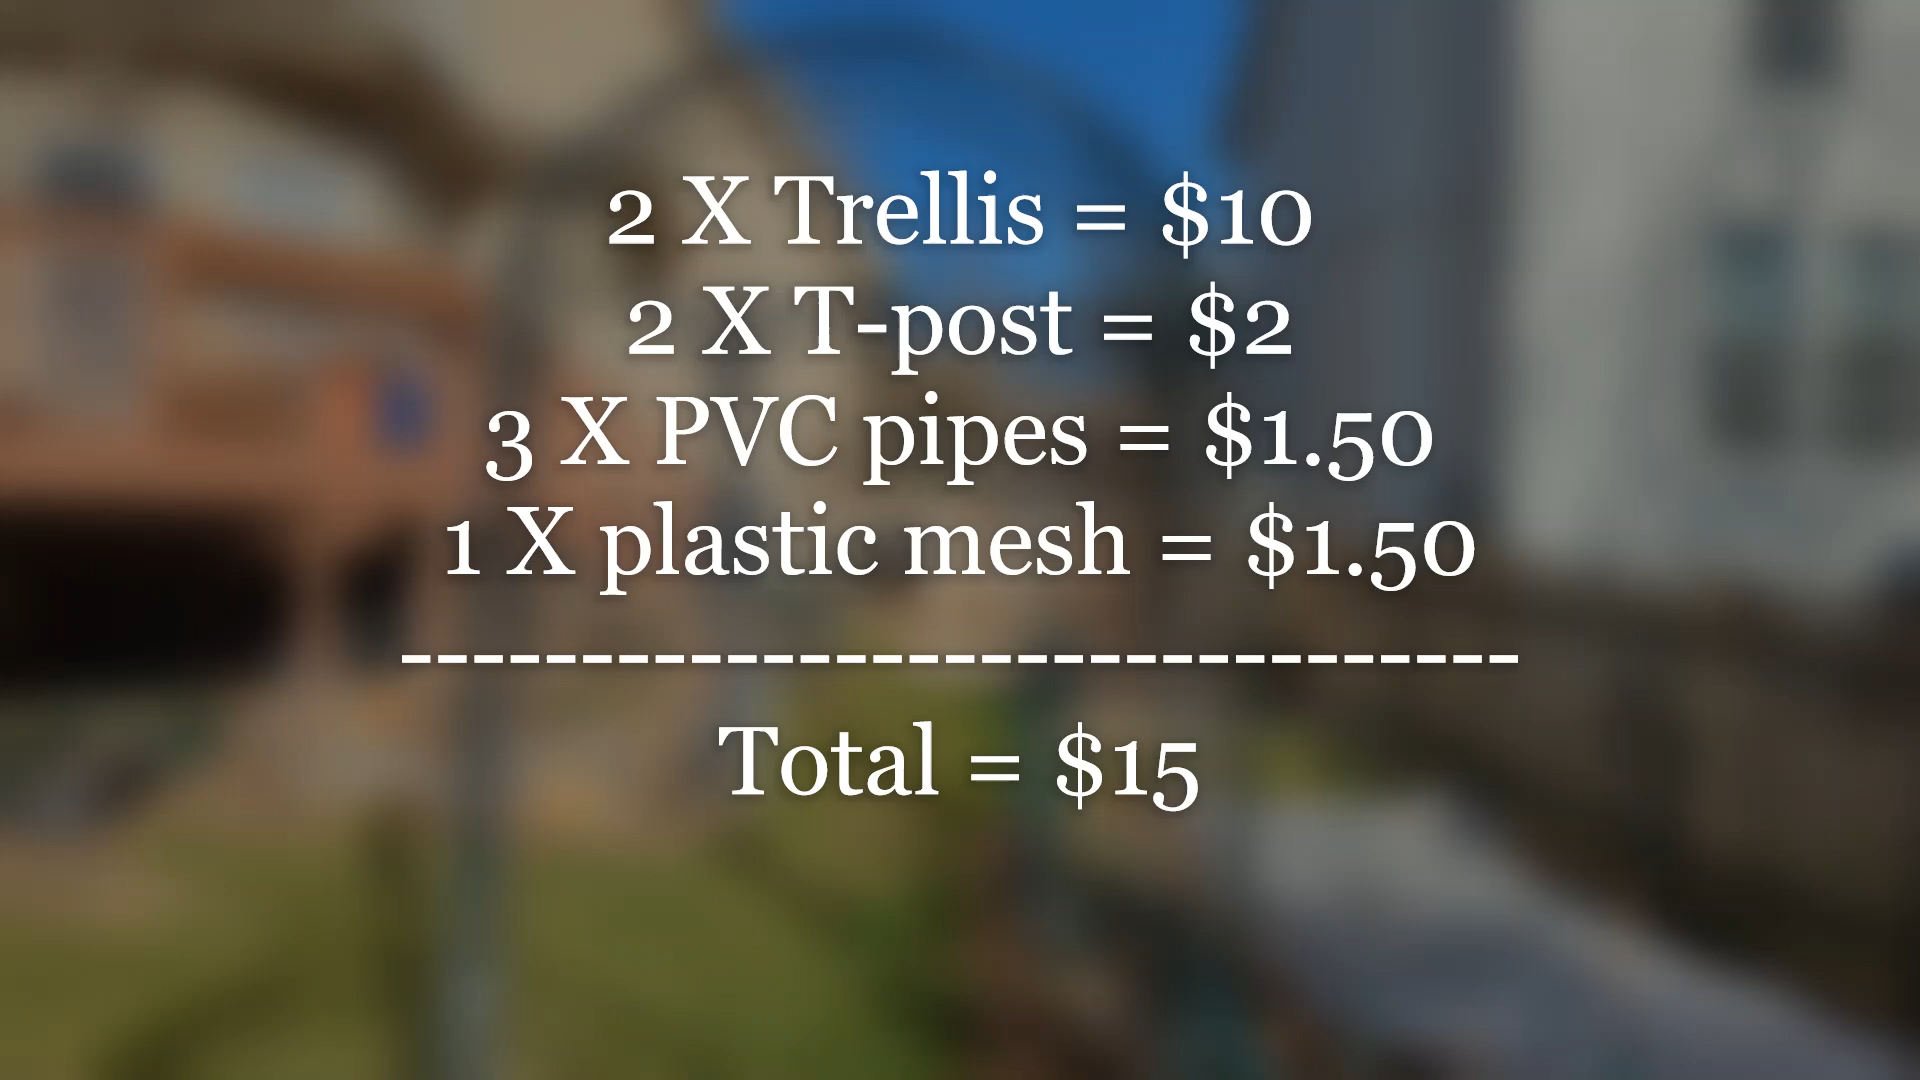 2 X Trellis = $10
2 X T-post = $2
3 X PVC pipes = $1.50
1 X plastic mesh = $1.50
-------------------------------
Total = $15